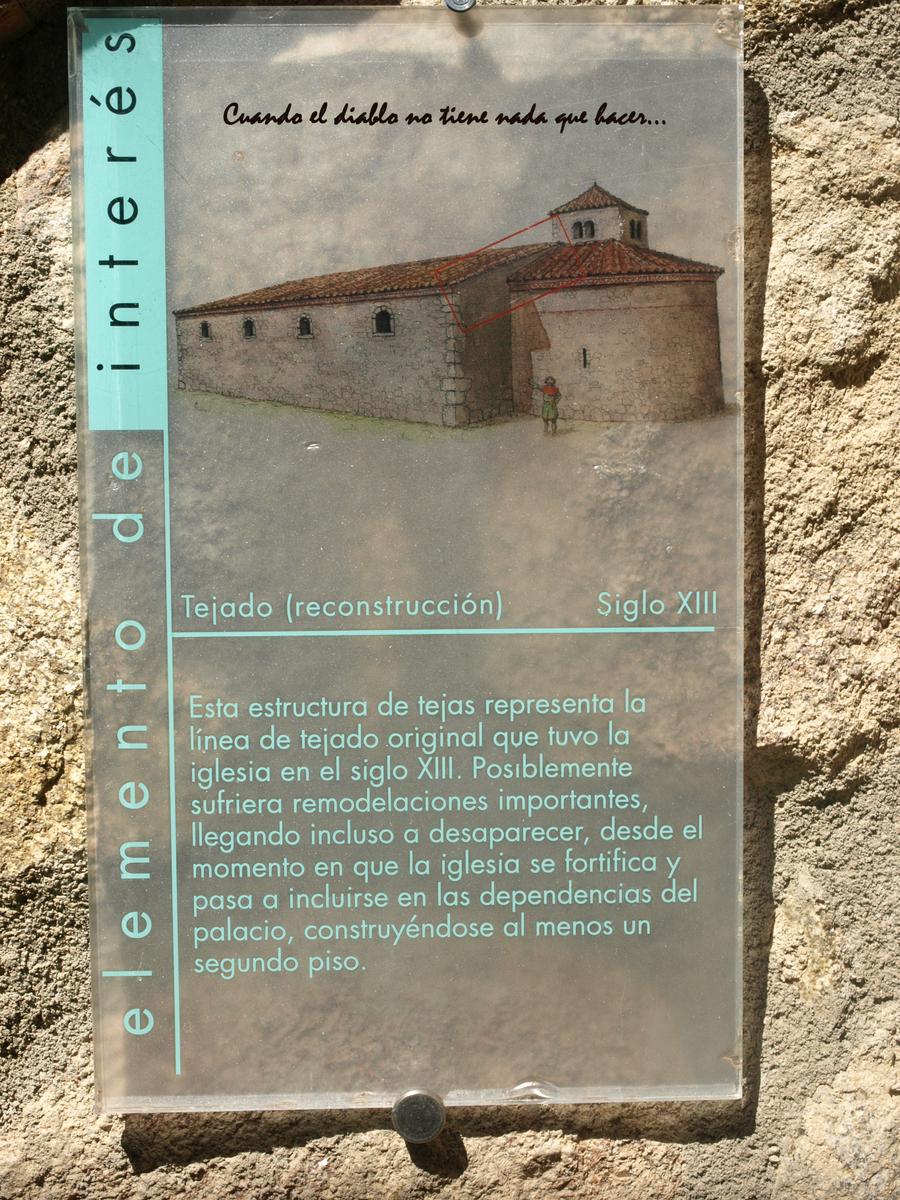 elemento de interés
Cuando el diablo no tiene nada que hacer...
Tejado (reconstrucción) Siglo XIII
Esta estructura de tejas representa la
línea de tejado original que tuvo la
iglesia en el siglo XIII. Posiblemente
sufriera remodelaciones importantes,
llegando incluso a desaparecer, desde el
momento en que la iglesia se fortifica y
pasa a incluirse en las dependencias del
palacio, construyéndose al menos un
segundo piso.